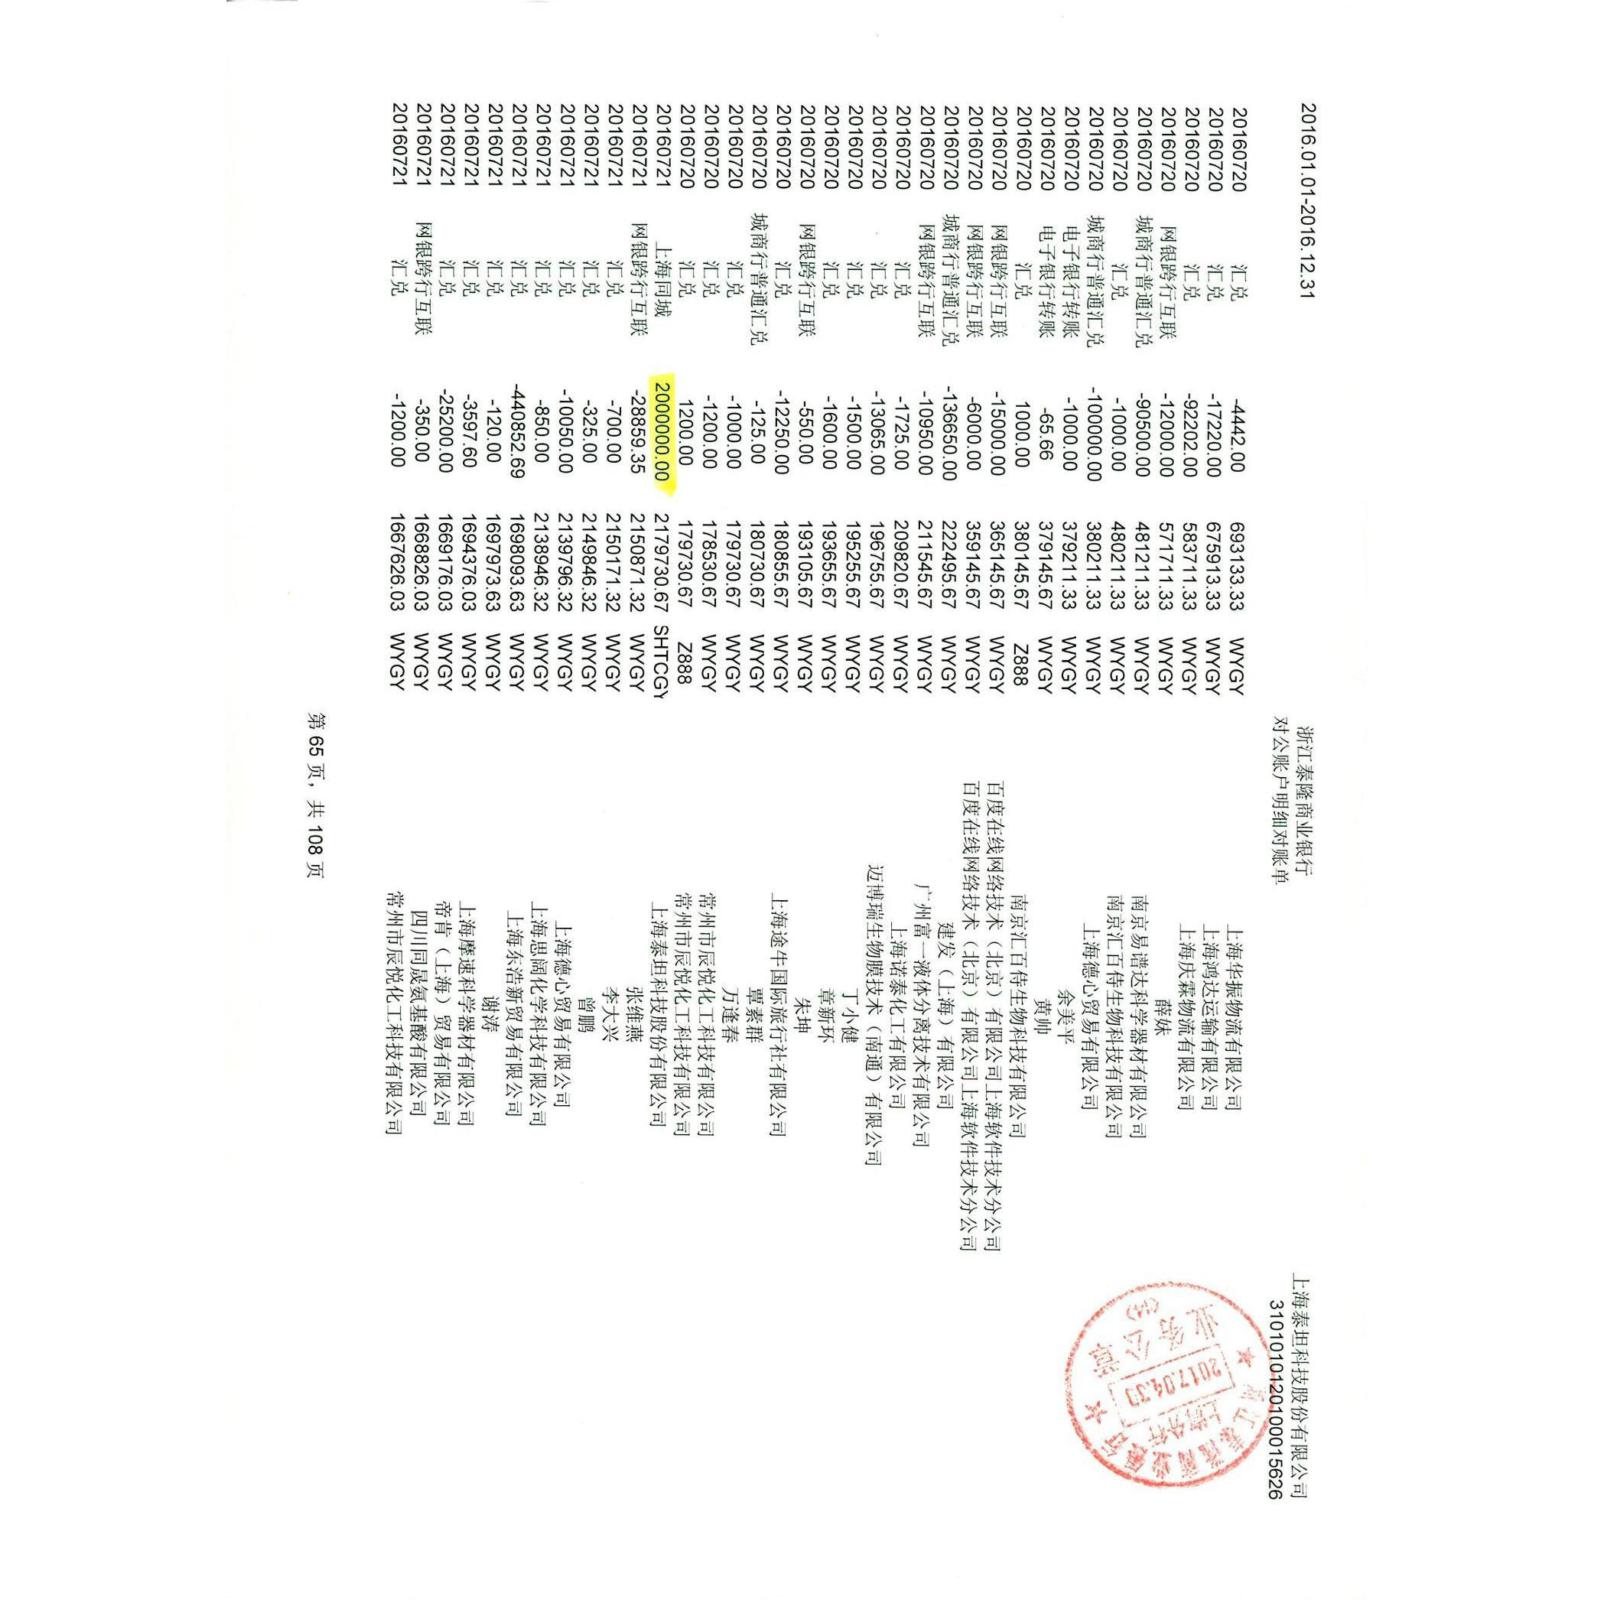 浙江泰隆商业银行
上海泰坦科技股份有限公司
2016.01.01-2016.12.31 对公账户明细对账单 31010101201000015626
20160720 汇兑 -4442.00 693133.33 WYGY 上海华振物流有限公司
20160720 汇兑 -17220.00 675913.33 WYGY 上海鸿达运输有限公司
20160720 汇兑 -92202.00 583711.33 WYGY 上海庆霖物流有限公司
20160720 网银跨行互联 -12000.00 571711.33 WYGY 薛妹
20160720 城商行普通汇兑 -90500.00 481211.33 WYGY 南京易谱达科学器材有限公司
20160720 汇兑 -1000.00 480211.33 WYGY 南京汇百侍生物科技有限公司
20160720 城商行普通汇兑 -100000.00 380211.33 WYGY 上海德心贸易有限公司
20160720 电子银行转账 -1000.00 379211.33 WYGY 余美平
20160720 电子银行转账 -65.66 379145.67 WYGY 黄帅
20160720 汇兑 1000.00 380145.67 Z888 南京汇百侍生物科技有限公司
20160720 网银跨行互联 -15000.00 365145.67 WYGY 百度在线网络技术（北京）有限公司上海软件技术分公司
20160720 网银跨行互联 -6000.00 359145.67 WYGY 百度在线网络技术（北京）有限公司上海软件技术分公司
20160720 城商行普通汇兑 -136650.00 222495.67 WYGY 建发（上海）有限公司
20160720 网银跨行互联 -10950.00 211545.67 WYGY 广州富一液体分离技术有限公司
20160720 汇兑 -1725.00 209820.67 WYGY 上海诺泰化工有限公司
20160720 汇兑 -13065.00 196755.67 WYGY 迈博瑞生物膜技术（南通）有限公司
20160720 汇兑 -1500.00 195255.67 WYGY 丁小健
20160720 汇兑 -1600.00 193655.67 WYGY 章新环
20160720 网银跨行互联 -550.00 193105.67 WYGY 朱坤
20160720 汇兑 -12250.00 180855.67 WYGY 上海途牛国际旅行社有限公司
20160720 城商行普通汇兑 -125.00 180730.67 WYGY 覃素群
20160720 汇兑 -1000.00 179730.67 WYGY 万逢春
20160720 汇兑 -1200.00 178530.67 WYGY 常州市辰悦化工科技有限公司
20160720 汇兑 1200.00 179730.67 Z888 常州市辰悦化工科技有限公司
20160721 上海同城 2000000.00 2179730.67 SHTCGY 上海泰坦科技股份有限公司
20160721 网银跨行互联 -28859.35 2150871.32 WYGY 张维燕
20160721 汇兑 -700.00 2150171.32 WYGY 李大兴
20160721 汇兑 -325.00 2149846.32 WYGY 曾鹏
20160721 汇兑 -10050.00 2139796.32 WYGY 上海德心贸易有限公司
20160721 汇兑 -850.00 2138946.32 WYGY 上海思阔化学科技有限公司
20160721 汇兑 -440852.69 1698093.63 WYGY 上海东浩新贸易有限公司
20160721 汇兑 -120.00 1697973.63 WYGY 谢涛
20160721 汇兑 -3597.60 1694376.03 WYGY 上海摩速科学器材有限公司
20160721 汇兑 -25200.00 1669176.03 WYGY 帝肯（上海）贸易有限公司
20160721 网银跨行互联 -350.00 1668826.03 WYGY 四川同晟氨基酸有限公司
20160721 汇兑 -1200.00 1667626.03 WYGY 常州市辰悦化工科技有限公司
浙江泰隆商业银行
上海分行
2017.04.30
业务公章
第 65 页，共 108 页